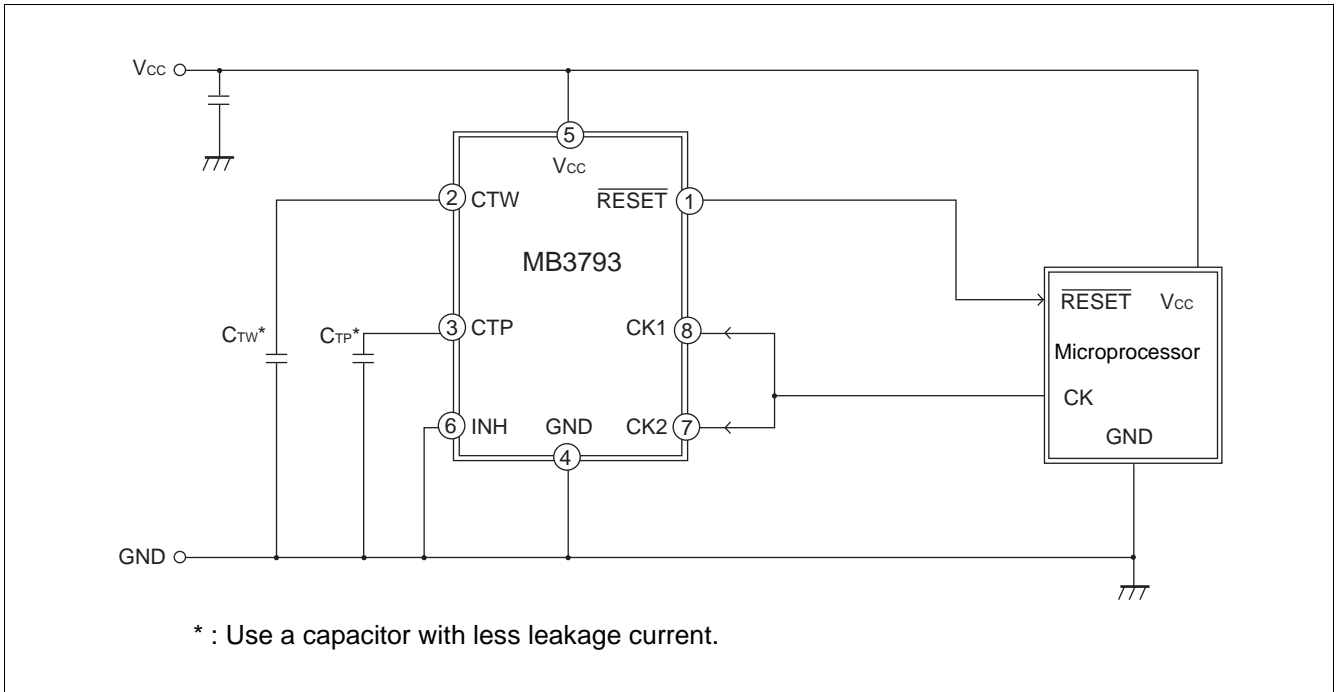 VCC
5
VCC
2 CTW
RESET 1
MB3793
RESET VCC
3 CTP
CK1 8
CTW*
CTP*
Microprocessor
CK
6 INH
GND
CK2 7
GND
4
GND
* : Use a capacitor with less leakage current.